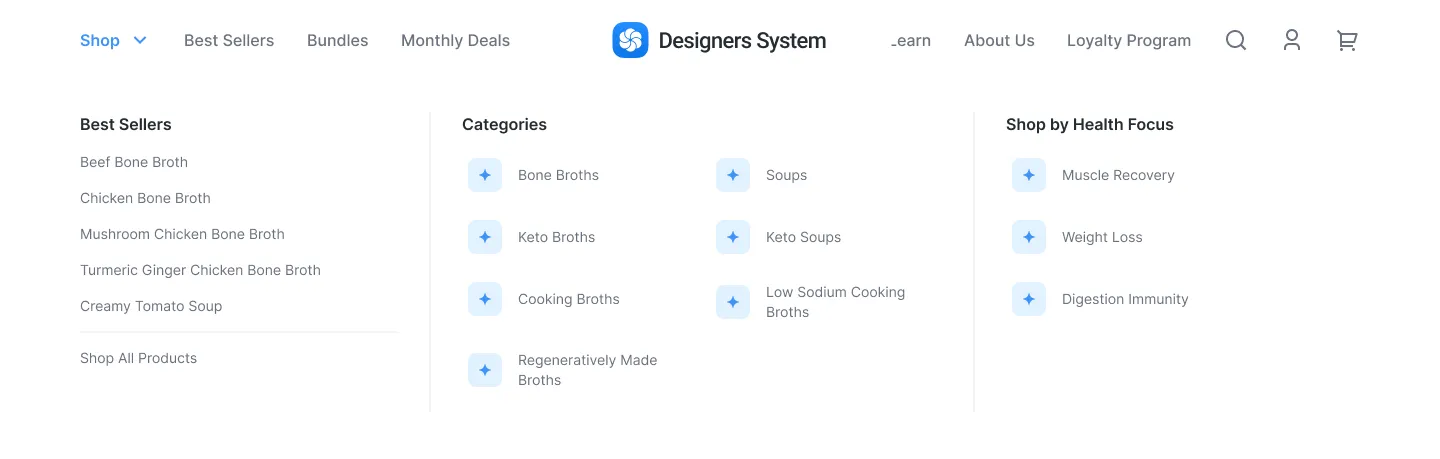 Shop
Best Sellers
Bundles
Monthly Deals
Designers System
Learn
About Us
Loyalty Program
Best Sellers
Beef Bone Broth
Chicken Bone Broth
Mushroom Chicken Bone Broth
Turmeric Ginger Chicken Bone Broth
Creamy Tomato Soup
Shop All Products
Categories
Bone Broths
Soups
Keto Broths
Keto Soups
Cooking Broths
Low Sodium Cooking
Broths
Regeneratively Made
Broths
Shop by Health Focus
Muscle Recovery
Weight Loss
Digestion Immunity